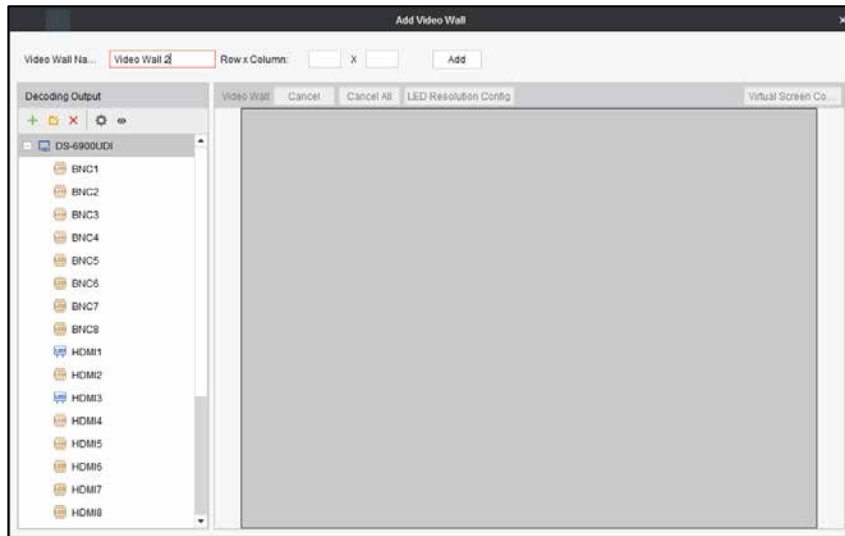 Add Video Wall
Video Wall Na... Video Wall 2 Row x Column: X Add
Decoding Output
Video Wall Cancel Cancel All LED Resolution Config Virtual Screen Co...
DS-6900UDI
BNC1
BNC2
BNC3
BNC4
BNC5
BNC6
BNC7
BNC8
HDMI1
HDMI2
HDMI3
HDMI4
HDMI5
HDMI6
HDMI7
HDMI8